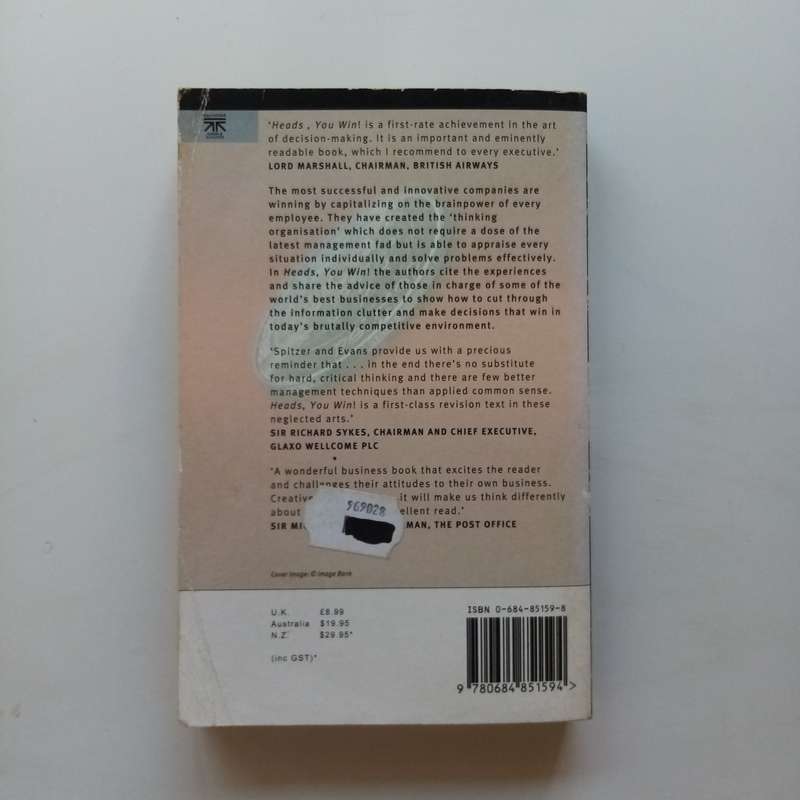 'Heads , You Win! is a first-rate achievement in the art
of decision-making. It is an important and eminently
readable book, which I recommend to every executive.'
LORD MARSHALL, CHAIRMAN, BRITISH AIRWAYS
The most successful and innovative companies are
winning by capitalizing on the brainpower of every
employee. They have created the 'thinking
organisation' which does not require a dose of the
latest management fad but is able to appraise every
situation individually and solve problems effectively.
In Heads, You Win! the authors cite the experiences
and share the advice of those in charge of some of the
world's best businesses to show how to cut through
the information clutter and make decisions that win in
today's brutally competitive environment.
'Spitzer and Evans provide us with a precious
reminder that . . . in the end there's no substitute
for hard, critical thinking and there are few better
management techniques than applied common sense.
Heads, You Win! is a first-class revision text in these
neglected arts.'
SIR RICHARD SYKES, CHAIRMAN AND CHIEF EXECUTIVE,
GLAXO WELLCOME PLC
'A wonderful business book that excites the reader
and challenges their attitudes to their own business.
it will make us think differently
about
569028
SIR
THE POST OFFICE
Cover image: © Image Bank
U.K. £8.99
Australia $19.95
N.Z. $29.95*
(inc GST)*
ISBN 0-684-85159-8
9 780684 851594 >